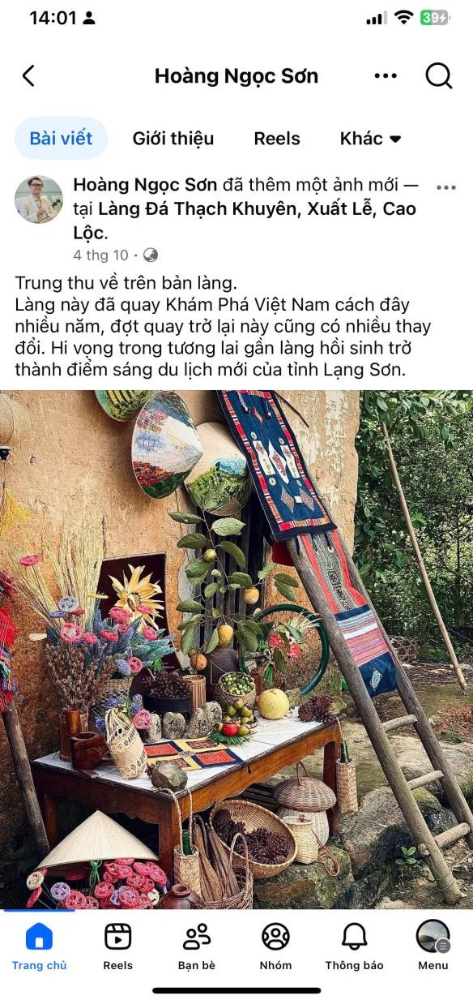 14:01
39
Hoàng Ngọc Sơn
Bài viết
Giới thiệu
Reels
Khác
Hoàng Ngọc Sơn đã thêm một ảnh mới —
tại Làng Đá Thạch Khuyên, Xuất Lễ, Cao
Lộc.
4 thg 10
Trung thu về trên bản làng.
Làng này đã quay Khám Phá Việt Nam cách đây
nhiều năm, đợt quay trở lại này cũng có nhiều thay
đổi. Hi vọng trong tương lai gần làng hồi sinh trở
thành điểm sáng du lịch mới của tỉnh Lạng Sơn.
Trang chủ
Reels
Bạn bè
Nhóm
Thông báo
Menu